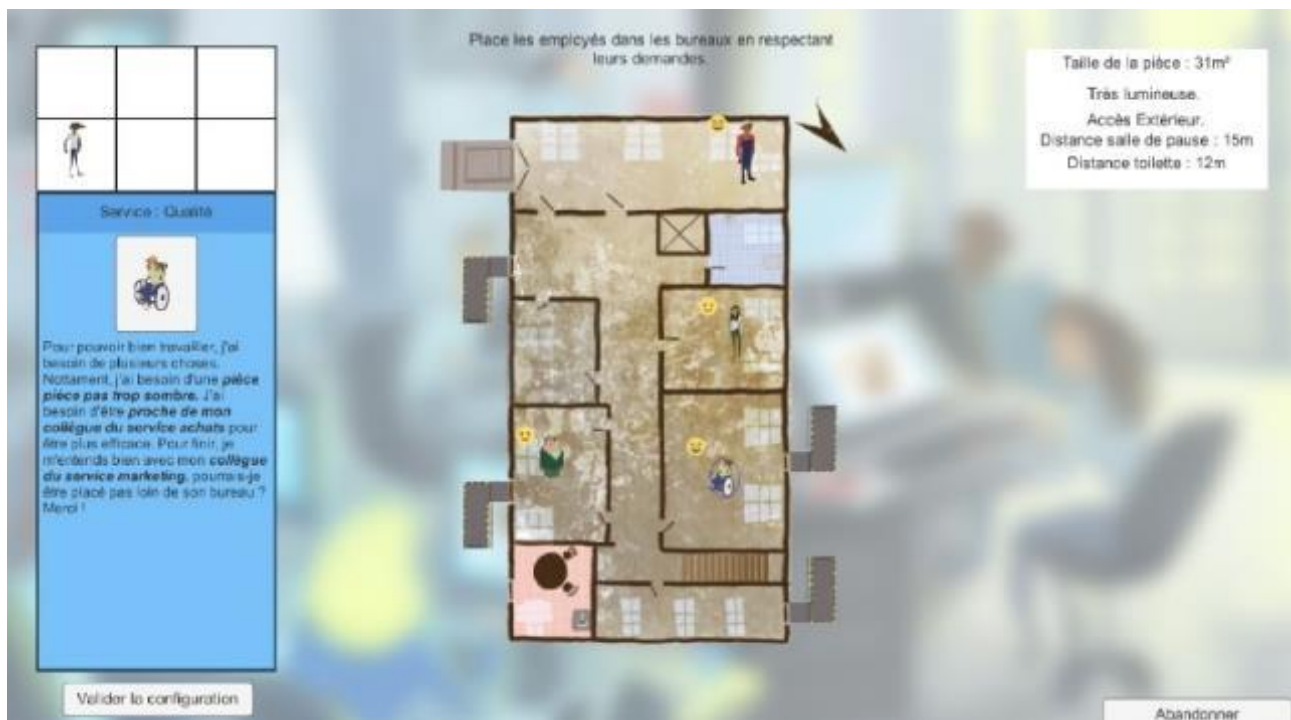 Place les employés dans les bureaux en respectant
leurs demandes.
Taille de la pièce : 31m²
Très lumineuse.
Accès Extérieur.
Distance salle de pause : 15m
Distance toilette : 12m
Service : Qualité
Pour pouvoir bien travailler, j'ai
besoin de plusieurs choses.
Nottament, j'ai besoin d'une pièce
pièce pas trop sombre. J'ai
besoin d'être proche de mon
collègue du service achats pour
être plus efficace. Pour finir, je
m'entends bien avec mon collègue
du service marketing, pourrais-je
être placé pas loin de son bureau ?
Merci !
Valider la configuration
Abandonner